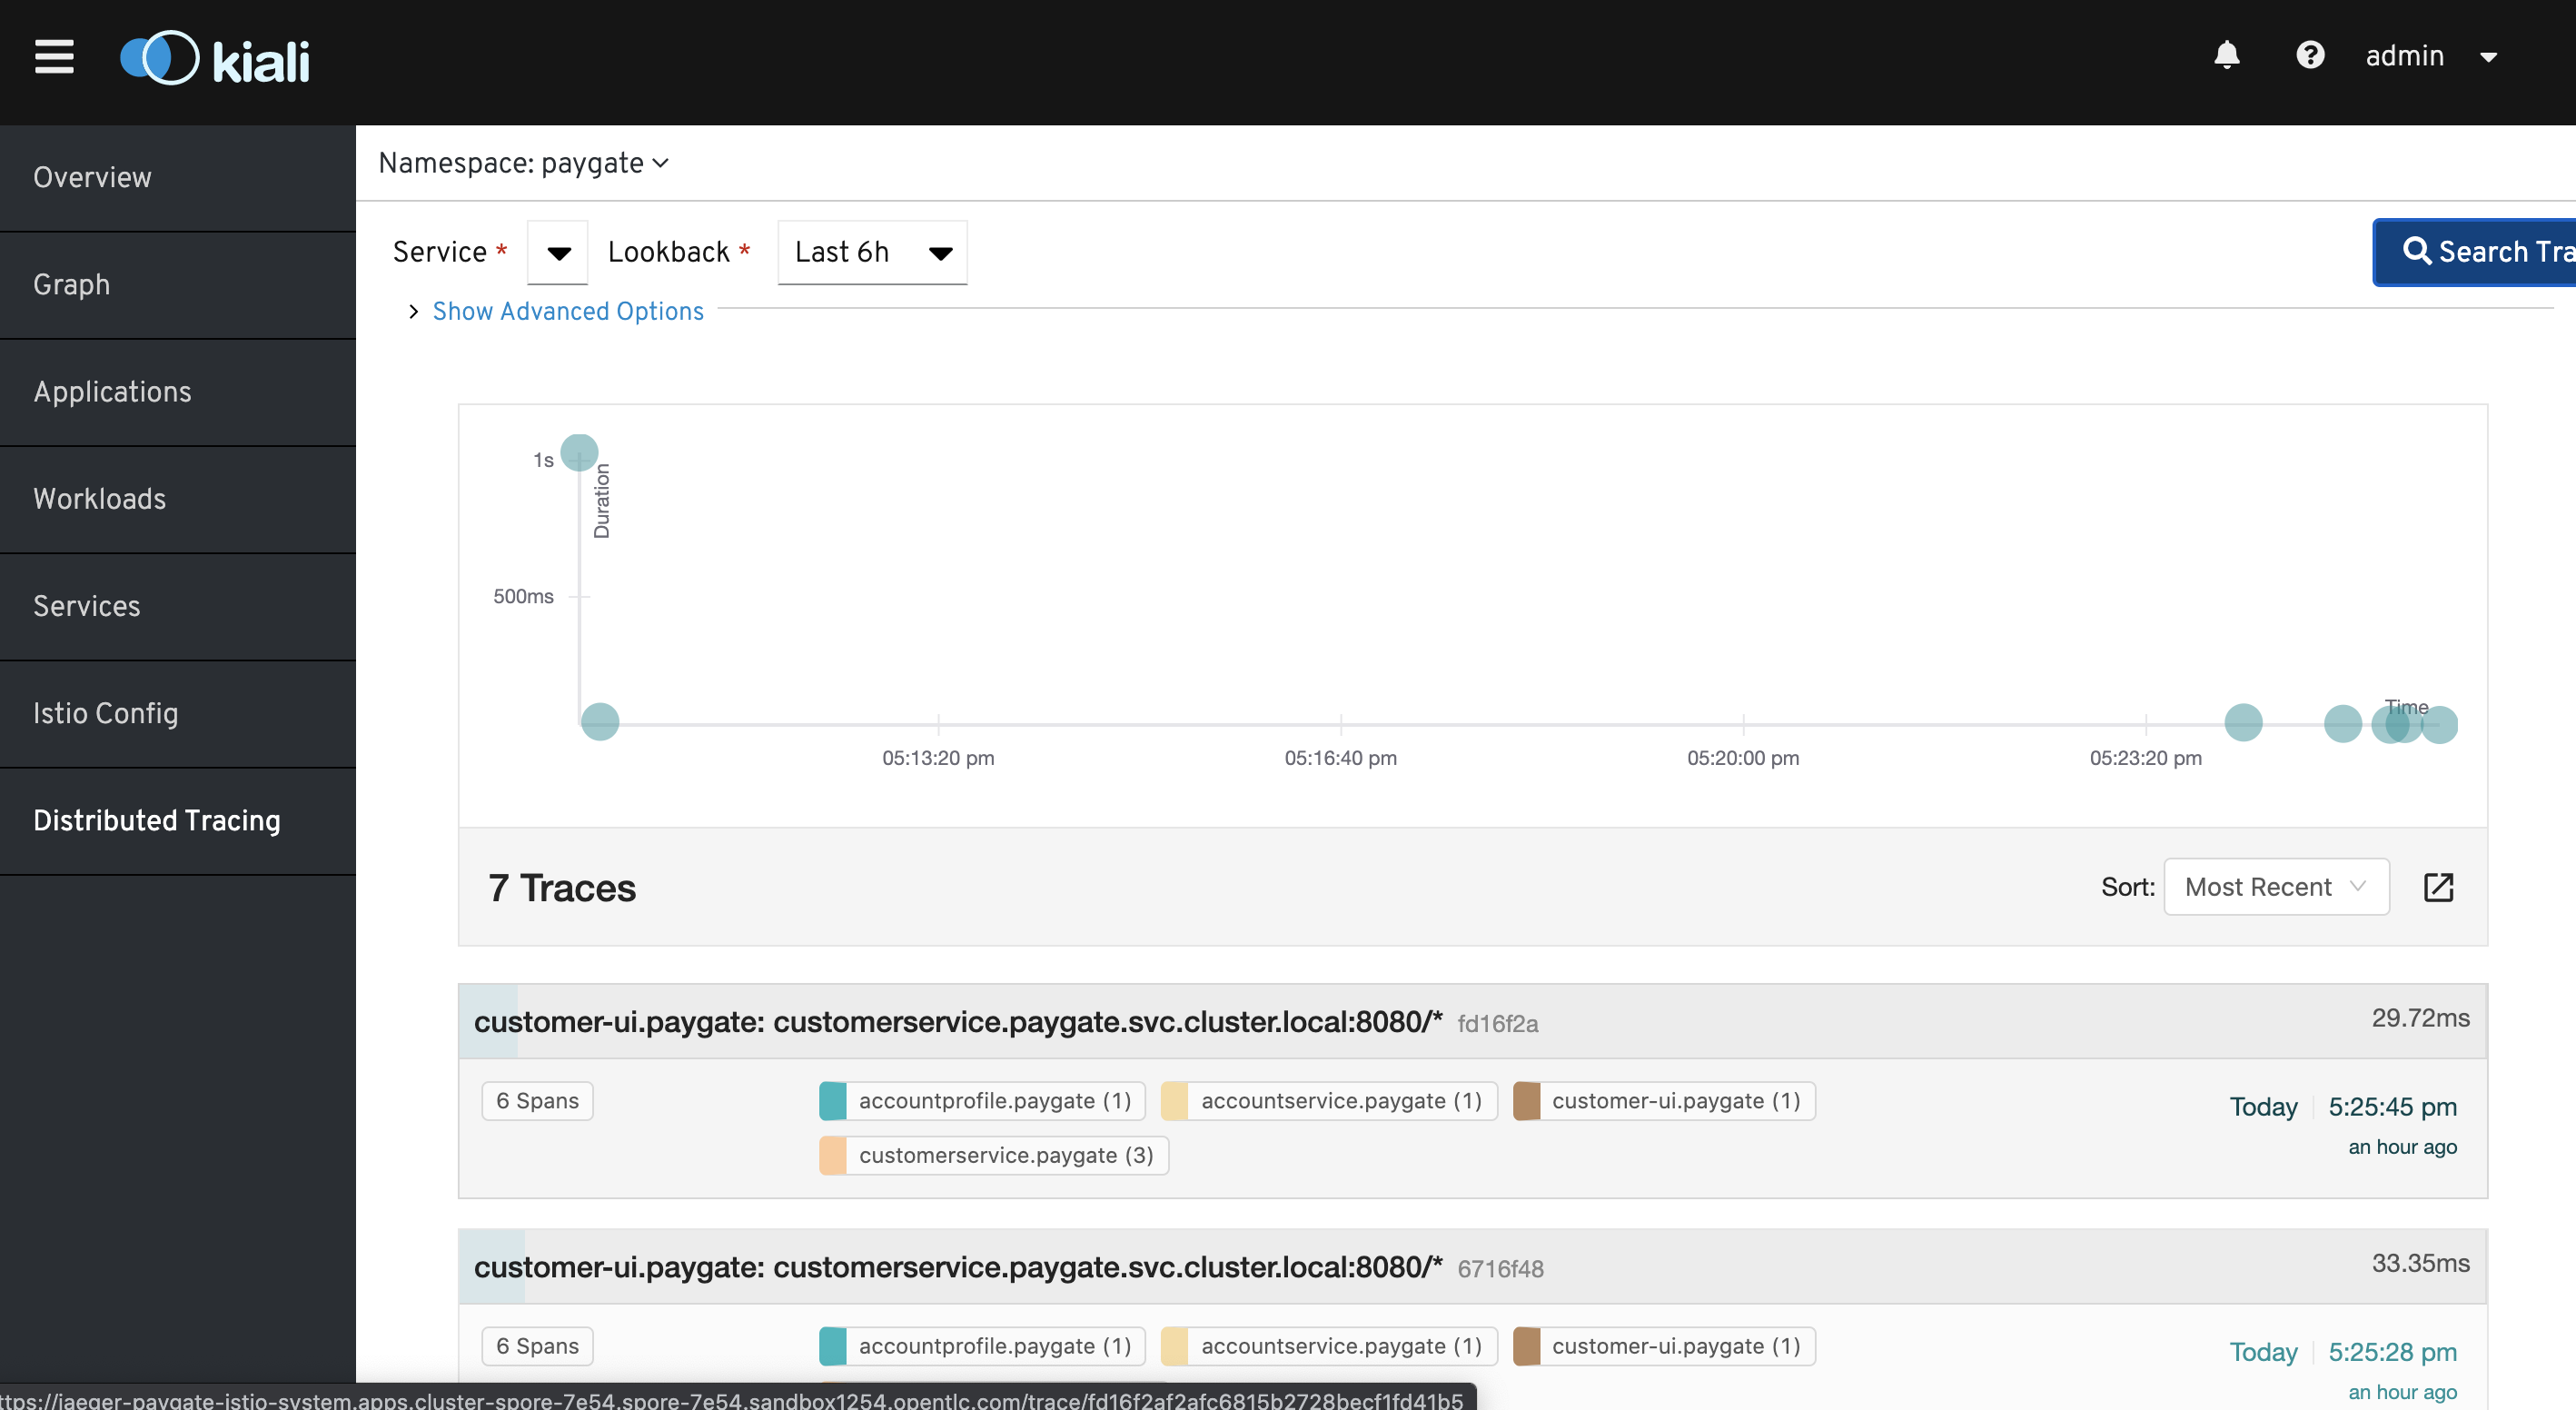 kiali
admin
Overview
Graph
Applications
Workloads
Services
Istio Config
Distributed Tracing
Namespace: paygate
Service * Lookback * Last 6h Search Tra
Show Advanced Options
1s
Duration
500ms
Time
05:13:20 pm 05:16:40 pm 05:20:00 pm 05:23:20 pm
7 Traces Sort: Most Recent
customer-ui.paygate: customerservice.paygate.svc.cluster.local:8080/* fd16f2a 29.72ms
6 Spans accountprofile.paygate (1) accountservice.paygate (1) customer-ui.paygate (1) Today 5:25:45 pm
customerservice.paygate (3) an hour ago
customer-ui.paygate: customerservice.paygate.svc.cluster.local:8080/* 6716f48 33.35ms
6 Spans accountprofile.paygate (1) accountservice.paygate (1) customer-ui.paygate (1) Today 5:25:28 pm
an hour ago
ttps://jaeger-paygate-istio-system.apps.cluster-spore-7e54.spore-7e54.sandbox1254.opentlc.com/trace/fd16f2af2afc6815b2728becf1fd41b5